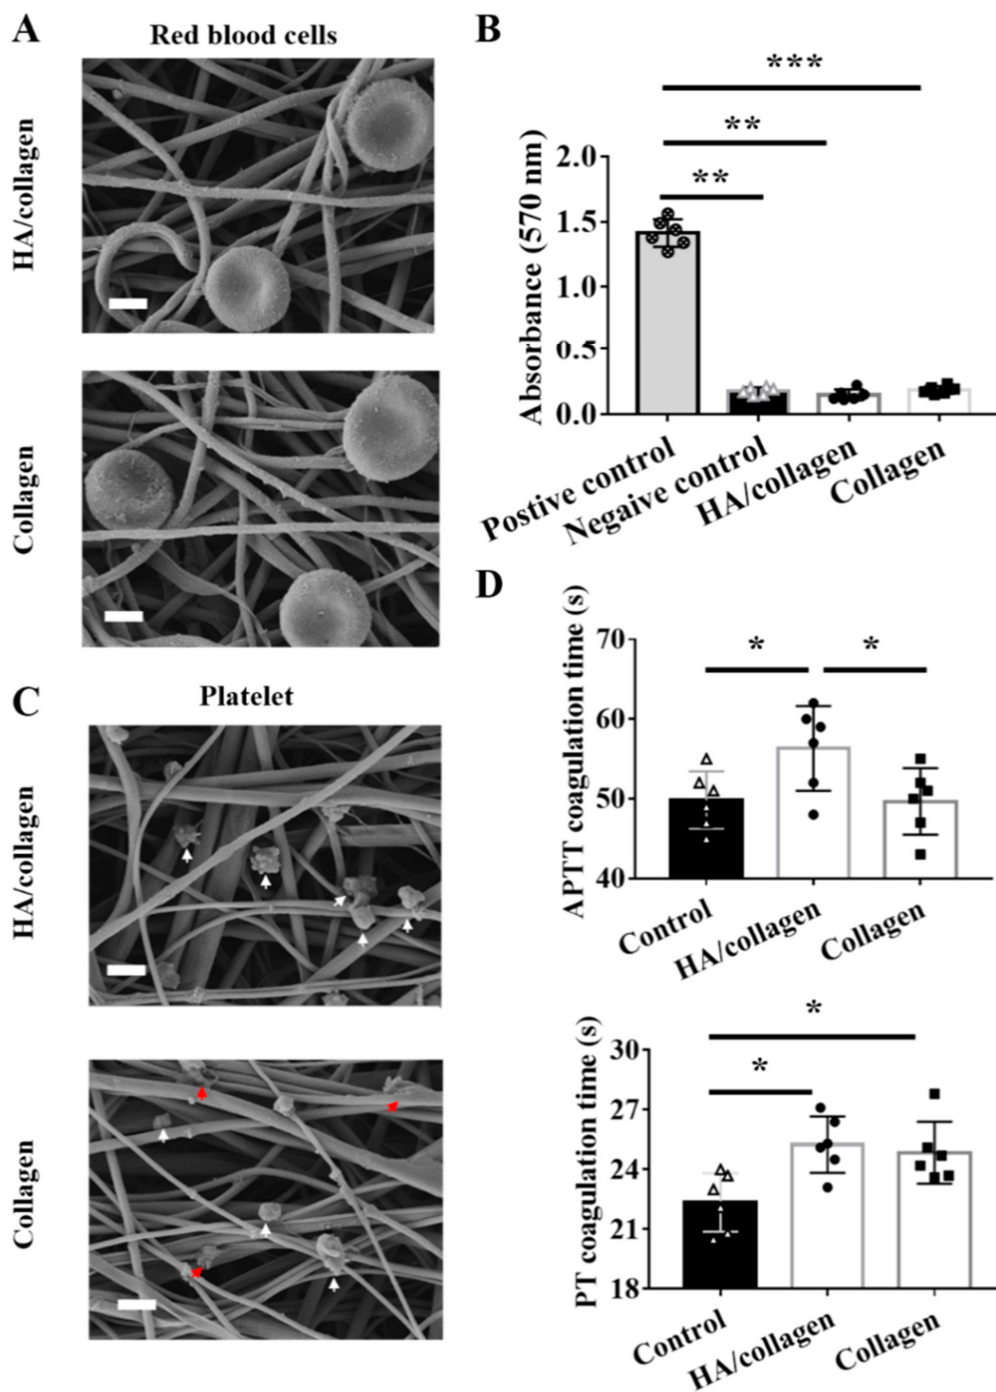 A
Red blood cells
HA/collagen
Collagen
B
***
**
**
Absorbance (570 nm)
2.0
1.5
1.0
0.5
0.0
Postive control
Negaive control
HA/collagen
Collagen
C
Platelet
HA/collagen
Collagen
D
*
*
APTT coagulation time (s)
70
60
50
40
Control
HA/collagen
Collagen
*
*
PT coagulation time (s)
30
27
24
21
18
Control
HA/collagen
Collagen